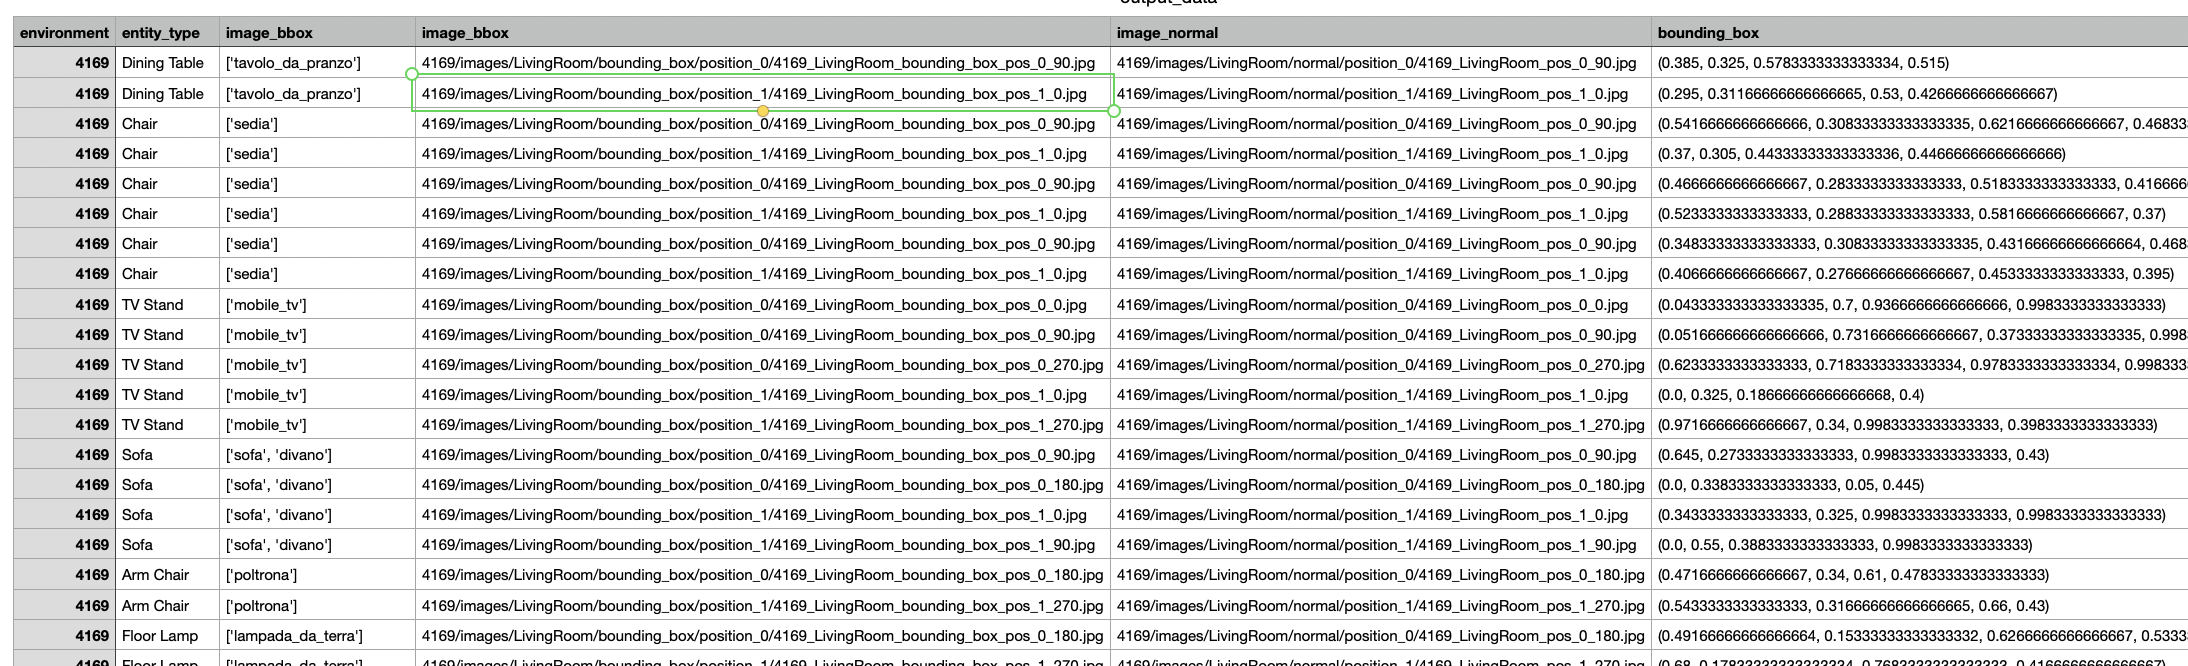 output_data
environment entity_type image_bbox image_bbox image_normal bounding_box
4169 Dining Table ['tavolo_da_pranzo'] 4169/images/LivingRoom/bounding_box/position_0/4169_LivingRoom_bounding_box_pos_0_90.jpg 4169/images/LivingRoom/normal/position_0/4169_LivingRoom_pos_0_90.jpg (0.385, 0.325, 0.5783333333333334, 0.515)
4169 Dining Table ['tavolo_da_pranzo'] 4169/images/LivingRoom/bounding_box/position_1/4169_LivingRoom_bounding_box_pos_1_0.jpg 4169/images/LivingRoom/normal/position_1/4169_LivingRoom_pos_1_0.jpg (0.295, 0.31166666666666665, 0.53, 0.4266666666666667)
4169 Chair ['sedia'] 4169/images/LivingRoom/bounding_box/position_0/4169_LivingRoom_bounding_box_pos_0_90.jpg 4169/images/LivingRoom/normal/position_0/4169_LivingRoom_pos_0_90.jpg (0.5416666666666666, 0.30833333333333335, 0.6216666666666667, 0.46833
4169 Chair ['sedia'] 4169/images/LivingRoom/bounding_box/position_1/4169_LivingRoom_bounding_box_pos_1_0.jpg 4169/images/LivingRoom/normal/position_1/4169_LivingRoom_pos_1_0.jpg (0.37, 0.305, 0.44333333333333336, 0.44666666666666666)
4169 Chair ['sedia'] 4169/images/LivingRoom/bounding_box/position_0/4169_LivingRoom_bounding_box_pos_0_90.jpg 4169/images/LivingRoom/normal/position_0/4169_LivingRoom_pos_0_90.jpg (0.4666666666666667, 0.2833333333333333, 0.5183333333333333, 0.416666
4169 Chair ['sedia'] 4169/images/LivingRoom/bounding_box/position_1/4169_LivingRoom_bounding_box_pos_1_0.jpg 4169/images/LivingRoom/normal/position_1/4169_LivingRoom_pos_1_0.jpg (0.5233333333333333, 0.28833333333333333, 0.5816666666666667, 0.37)
4169 Chair ['sedia'] 4169/images/LivingRoom/bounding_box/position_0/4169_LivingRoom_bounding_box_pos_0_90.jpg 4169/images/LivingRoom/normal/position_0/4169_LivingRoom_pos_0_90.jpg (0.34833333333333333, 0.30833333333333335, 0.43166666666666664, 0.468
4169 Chair ['sedia'] 4169/images/LivingRoom/bounding_box/position_1/4169_LivingRoom_bounding_box_pos_1_0.jpg 4169/images/LivingRoom/normal/position_1/4169_LivingRoom_pos_1_0.jpg (0.4066666666666667, 0.27666666666666667, 0.4533333333333333, 0.395)
4169 TV Stand ['mobile_tv'] 4169/images/LivingRoom/bounding_box/position_0/4169_LivingRoom_bounding_box_pos_0_0.jpg 4169/images/LivingRoom/normal/position_0/4169_LivingRoom_pos_0_0.jpg (0.043333333333333335, 0.7, 0.9366666666666666, 0.9983333333333333)
4169 TV Stand ['mobile_tv'] 4169/images/LivingRoom/bounding_box/position_0/4169_LivingRoom_bounding_box_pos_0_90.jpg 4169/images/LivingRoom/normal/position_0/4169_LivingRoom_pos_0_90.jpg (0.051666666666666666, 0.7316666666666667, 0.37333333333333335, 0.998
4169 TV Stand ['mobile_tv'] 4169/images/LivingRoom/bounding_box/position_0/4169_LivingRoom_bounding_box_pos_0_270.jpg 4169/images/LivingRoom/normal/position_0/4169_LivingRoom_pos_0_270.jpg (0.6233333333333333, 0.7183333333333334, 0.9783333333333334, 0.998333
4169 TV Stand ['mobile_tv'] 4169/images/LivingRoom/bounding_box/position_1/4169_LivingRoom_bounding_box_pos_1_0.jpg 4169/images/LivingRoom/normal/position_1/4169_LivingRoom_pos_1_0.jpg (0.0, 0.325, 0.18666666666666668, 0.4)
4169 TV Stand ['mobile_tv'] 4169/images/LivingRoom/bounding_box/position_1/4169_LivingRoom_bounding_box_pos_1_270.jpg 4169/images/LivingRoom/normal/position_1/4169_LivingRoom_pos_1_270.jpg (0.9716666666666667, 0.34, 0.9983333333333333, 0.3983333333333333)
4169 Sofa ['sofa', 'divano'] 4169/images/LivingRoom/bounding_box/position_0/4169_LivingRoom_bounding_box_pos_0_90.jpg 4169/images/LivingRoom/normal/position_0/4169_LivingRoom_pos_0_90.jpg (0.645, 0.2733333333333333, 0.9983333333333333, 0.43)
4169 Sofa ['sofa', 'divano'] 4169/images/LivingRoom/bounding_box/position_0/4169_LivingRoom_bounding_box_pos_0_180.jpg 4169/images/LivingRoom/normal/position_0/4169_LivingRoom_pos_0_180.jpg (0.0, 0.3383333333333333, 0.05, 0.445)
4169 Sofa ['sofa', 'divano'] 4169/images/LivingRoom/bounding_box/position_1/4169_LivingRoom_bounding_box_pos_1_0.jpg 4169/images/LivingRoom/normal/position_1/4169_LivingRoom_pos_1_0.jpg (0.3433333333333333, 0.325, 0.9983333333333333, 0.9983333333333333)
4169 Sofa ['sofa', 'divano'] 4169/images/LivingRoom/bounding_box/position_1/4169_LivingRoom_bounding_box_pos_1_90.jpg 4169/images/LivingRoom/normal/position_1/4169_LivingRoom_pos_1_90.jpg (0.0, 0.55, 0.3883333333333333, 0.9983333333333333)
4169 Arm Chair ['poltrona'] 4169/images/LivingRoom/bounding_box/position_0/4169_LivingRoom_bounding_box_pos_0_180.jpg 4169/images/LivingRoom/normal/position_0/4169_LivingRoom_pos_0_180.jpg (0.4716666666666667, 0.34, 0.61, 0.47833333333333333)
4169 Arm Chair ['poltrona'] 4169/images/LivingRoom/bounding_box/position_1/4169_LivingRoom_bounding_box_pos_1_270.jpg 4169/images/LivingRoom/normal/position_1/4169_LivingRoom_pos_1_270.jpg (0.5433333333333333, 0.31666666666666665, 0.66, 0.43)
4169 Floor Lamp ['lampada_da_terra'] 4169/images/LivingRoom/bounding_box/position_0/4169_LivingRoom_bounding_box_pos_0_180.jpg 4169/images/LivingRoom/normal/position_0/4169_LivingRoom_pos_0_180.jpg (0.49166666666666664, 0.15333333333333332, 0.6266666666666667, 0.5333
4169 Floor Lamp ['lampada_da_terra'] 4169/images/LivingRoom/bounding_box/position_1/4169_LivingRoom_bounding_box_pos_1_270.jpg 4169/images/LivingRoom/normal/position_1/4169_LivingRoom_pos_1_270.jpg